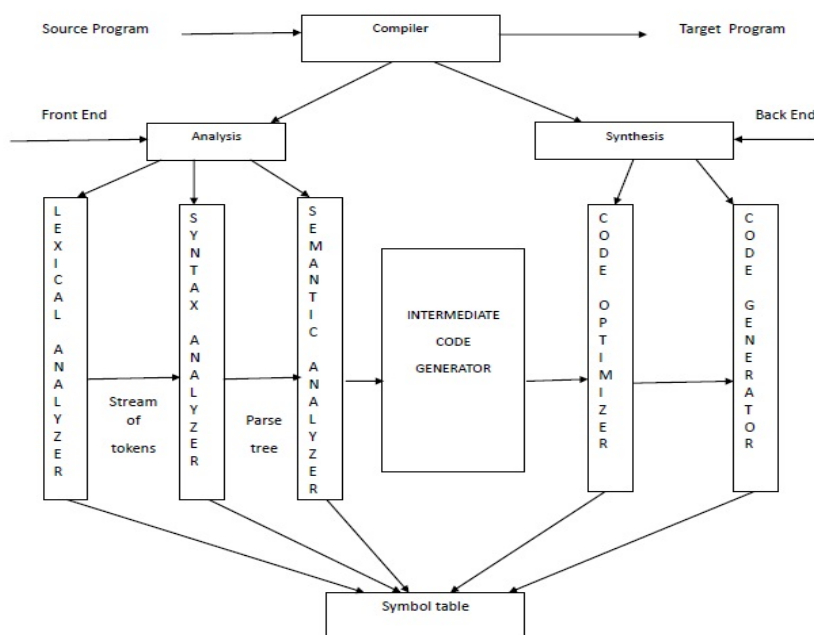 Source Program
Compiler
Target Program
Front End
Back End
Analysis
Synthesis
LEXICAL ANALYZER
SYNTAX ANALYZER
SEMANTIC ANALYZER
INTERMEDIATE
CODE
GENERATOR
CODE OPTIMIZER
CODE GENERATOR
Stream
of
tokens
Parse
tree
Symbol table